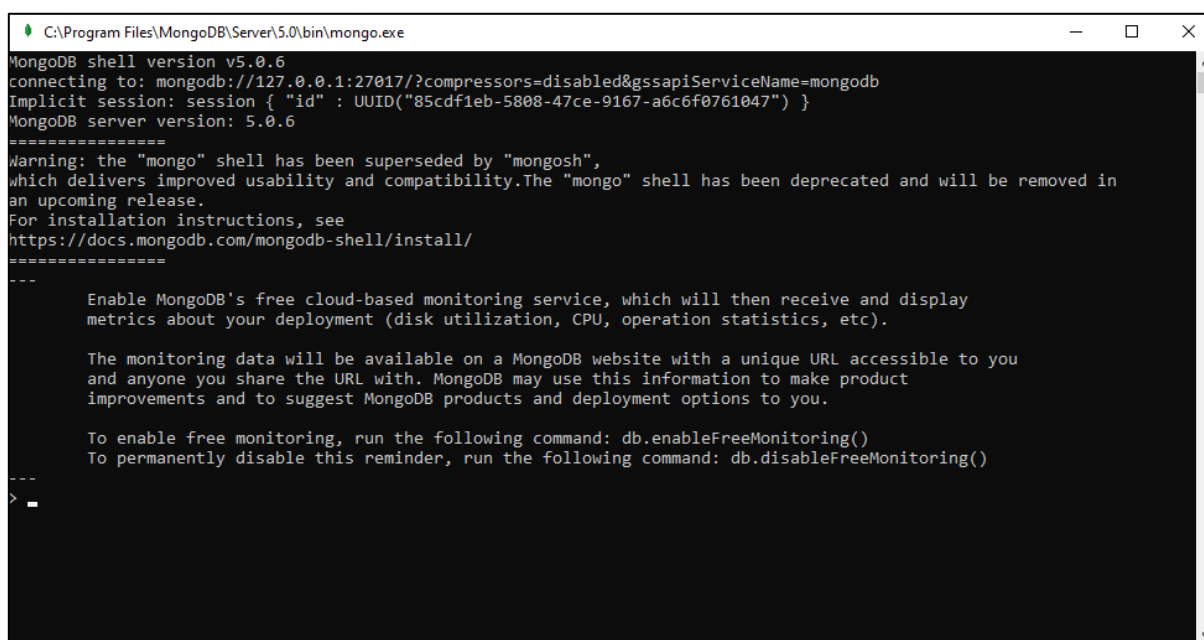 C:\Program Files\MongoDB\Server\5.0\bin\mongo.exe
MongoDB shell version v5.0.6
connecting to: mongodb://127.0.0.1:27017/?compressors=disabled&gssapiServiceName=mongodb
Implicit session: session { "id" : UUID("85cdf1eb-5808-47ce-9167-a6c6f0761047") }
MongoDB server version: 5.0.6
================
Warning: the "mongo" shell has been superseded by "mongosh",
which delivers improved usability and compatibility.The "mongo" shell has been deprecated and will be removed in
an upcoming release.
For installation instructions, see
https://docs.mongodb.com/mongodb-shell/install/
================
---
Enable MongoDB's free cloud-based monitoring service, which will then receive and display
metrics about your deployment (disk utilization, CPU, operation statistics, etc).
The monitoring data will be available on a MongoDB website with a unique URL accessible to you
and anyone you share the URL with. MongoDB may use this information to make product
improvements and to suggest MongoDB products and deployment options to you.
To enable free monitoring, run the following command: db.enableFreeMonitoring()
To permanently disable this reminder, run the following command: db.disableFreeMonitoring()
---
>